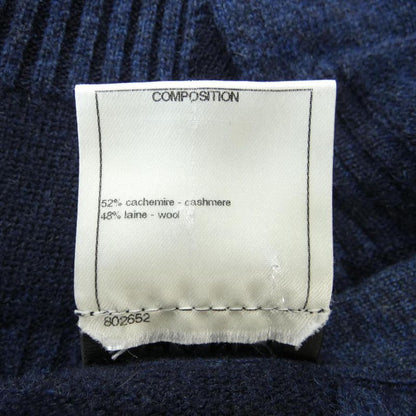 COMPOSITION
52% cachemire - cashmere
48% laine - wool
802652